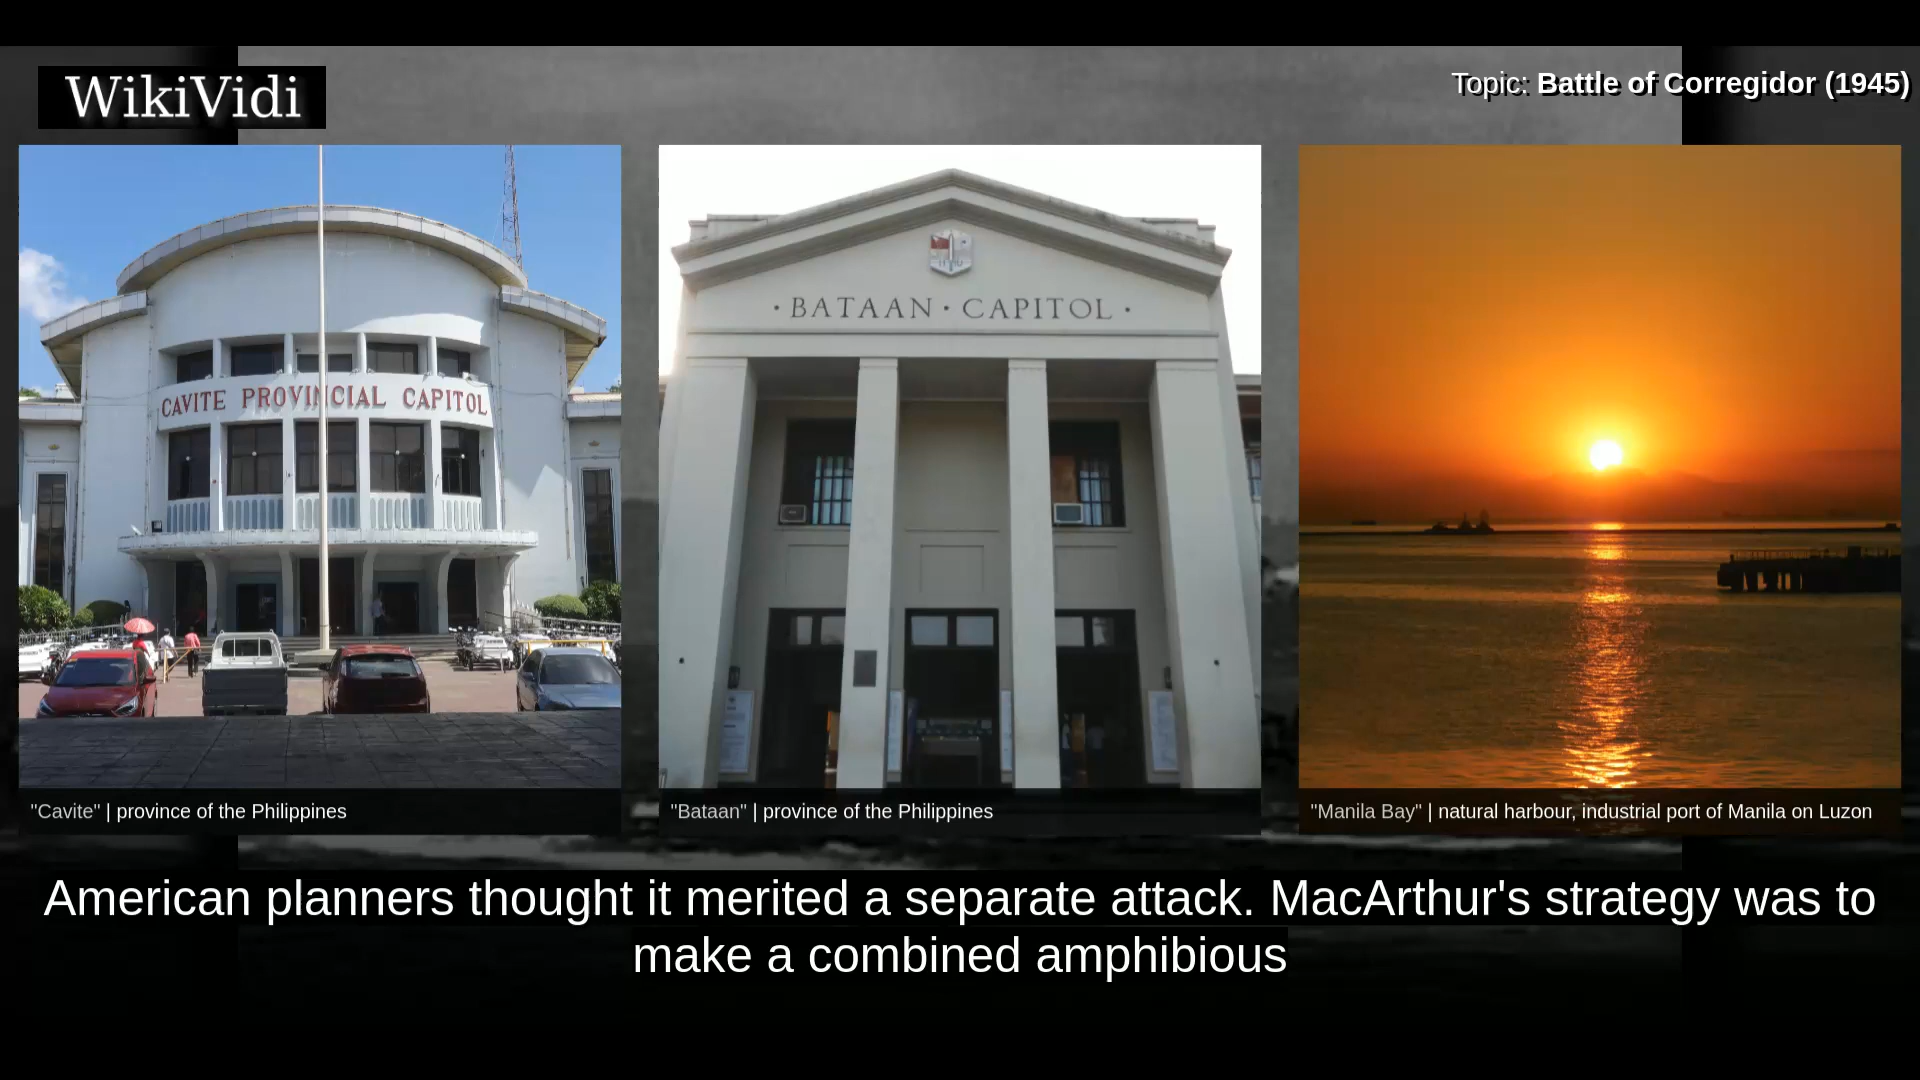 WikiVidi
Topic: Battle of Corregidor (1945)
CAVITE PROVINCIAL CAPITOL
· BATAAN · CAPITOL ·
"Cavite" | province of the Philippines
"Bataan" | province of the Philippines
"Manila Bay" | natural harbour, industrial port of Manila on Luzon
American planners thought it merited a separate attack. MacArthur's strategy was to
make a combined amphibious